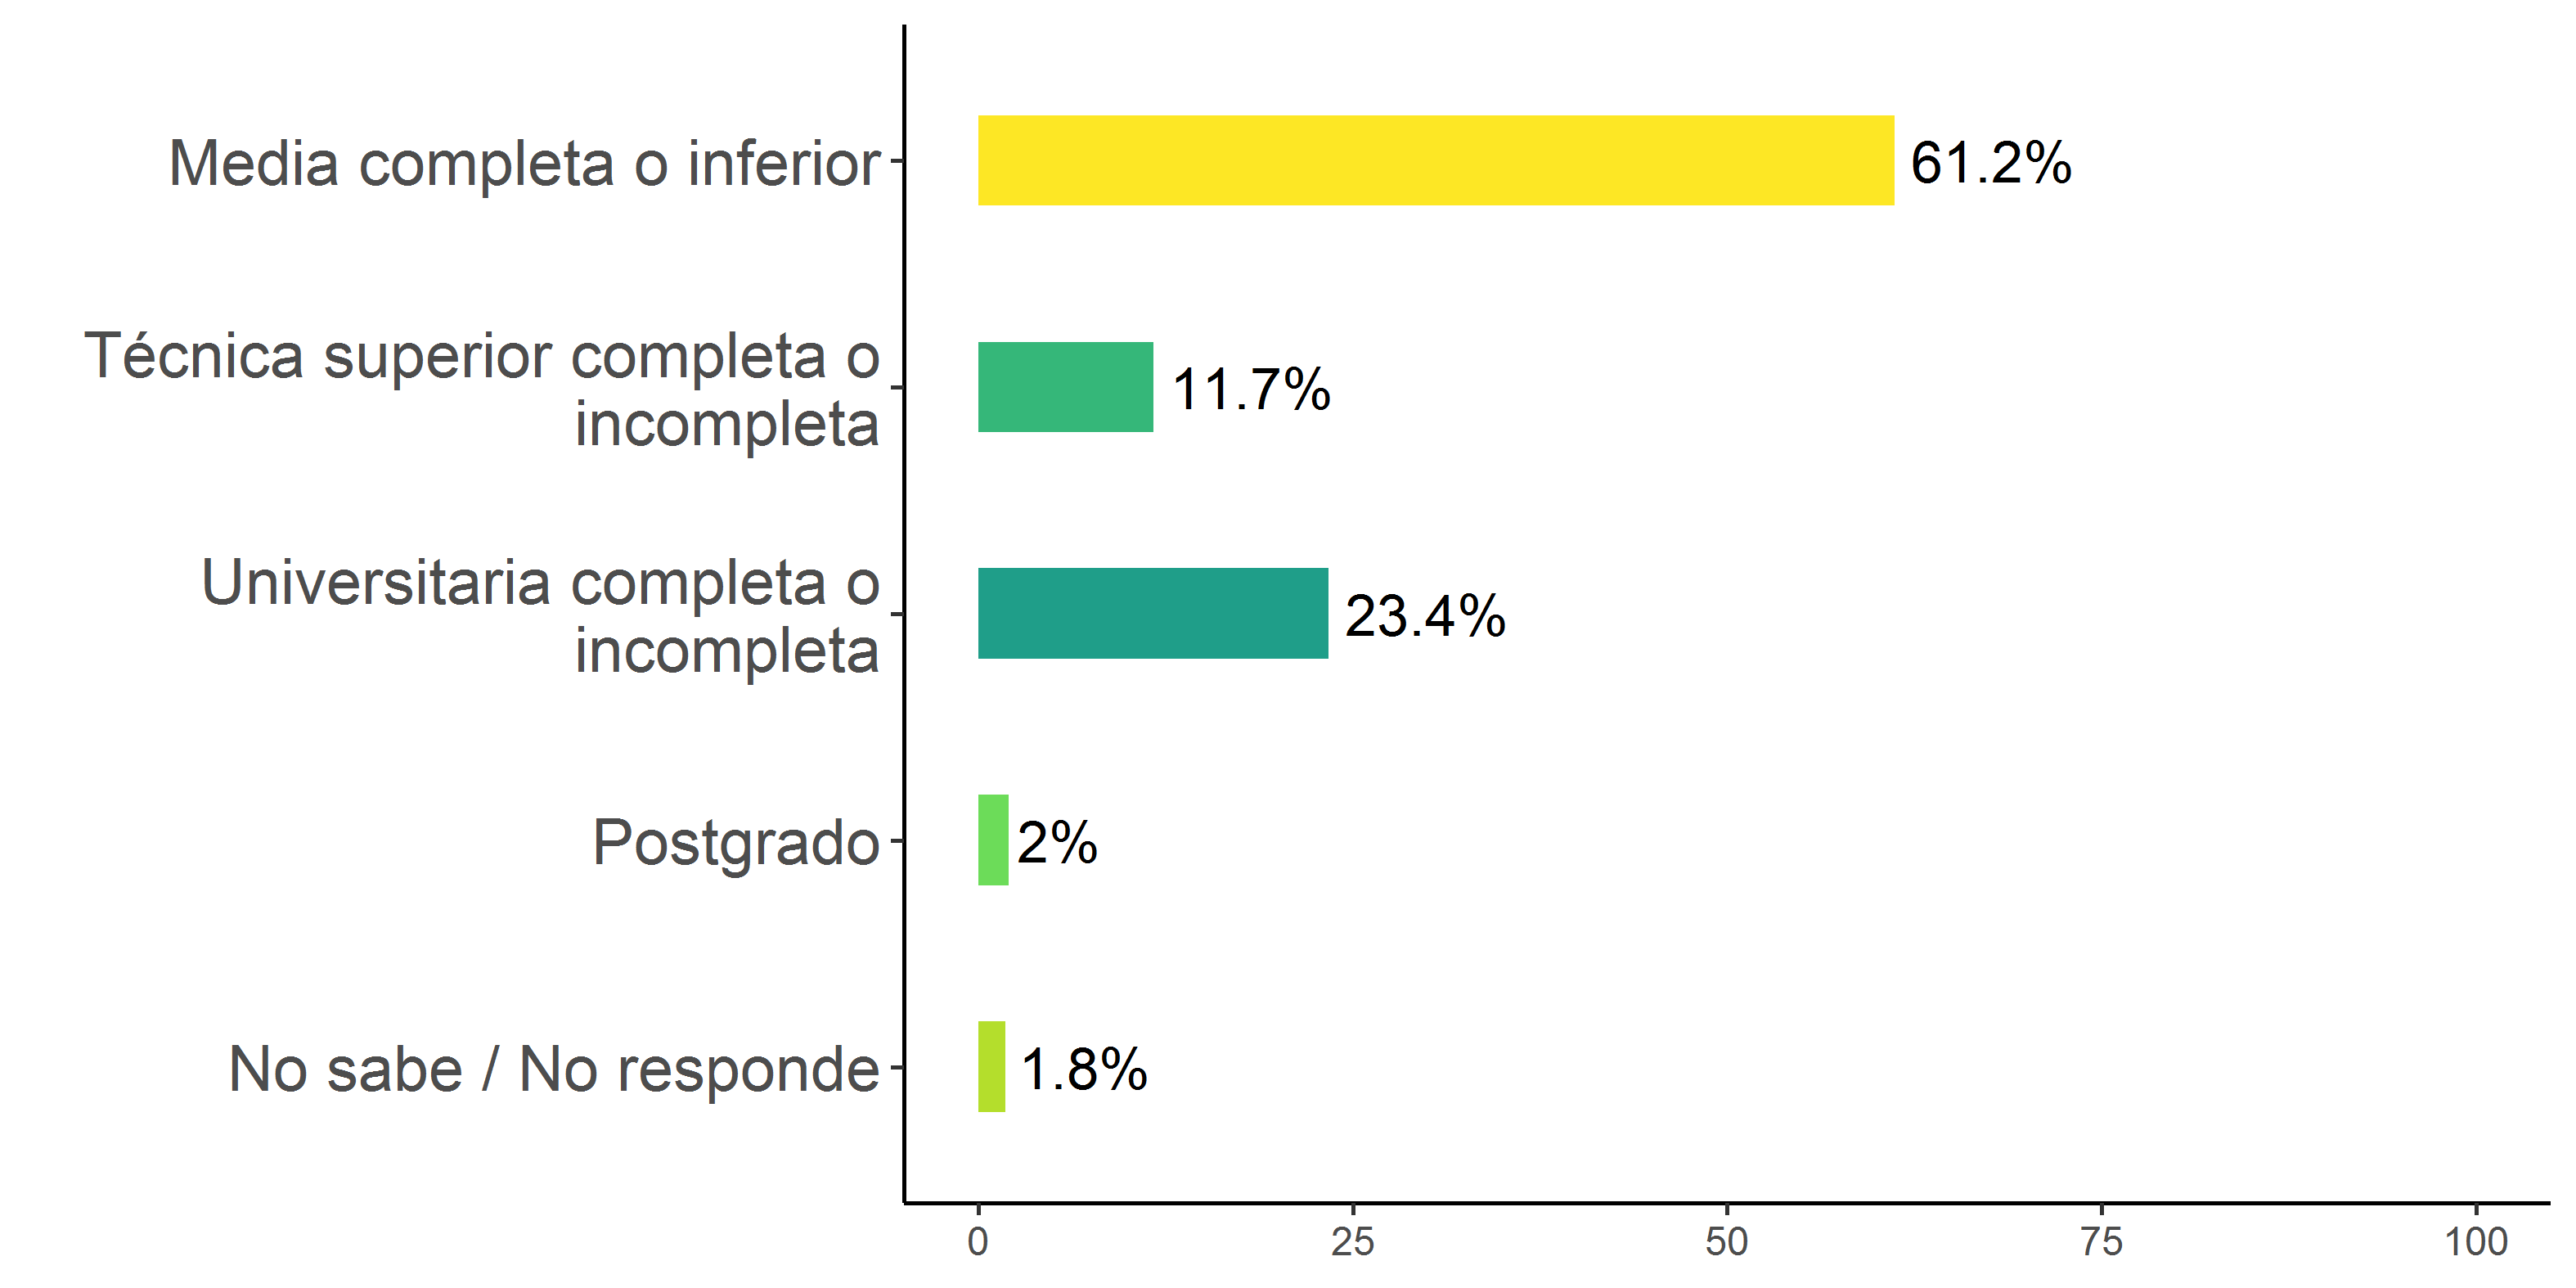 Media completa o inferior
61.2%
Técnica superior completa o
incompleta
11.7%
Universitaria completa o
incompleta
23.4%
Postgrado
2%
No sabe / No responde
1.8%
0 25 50 75 100